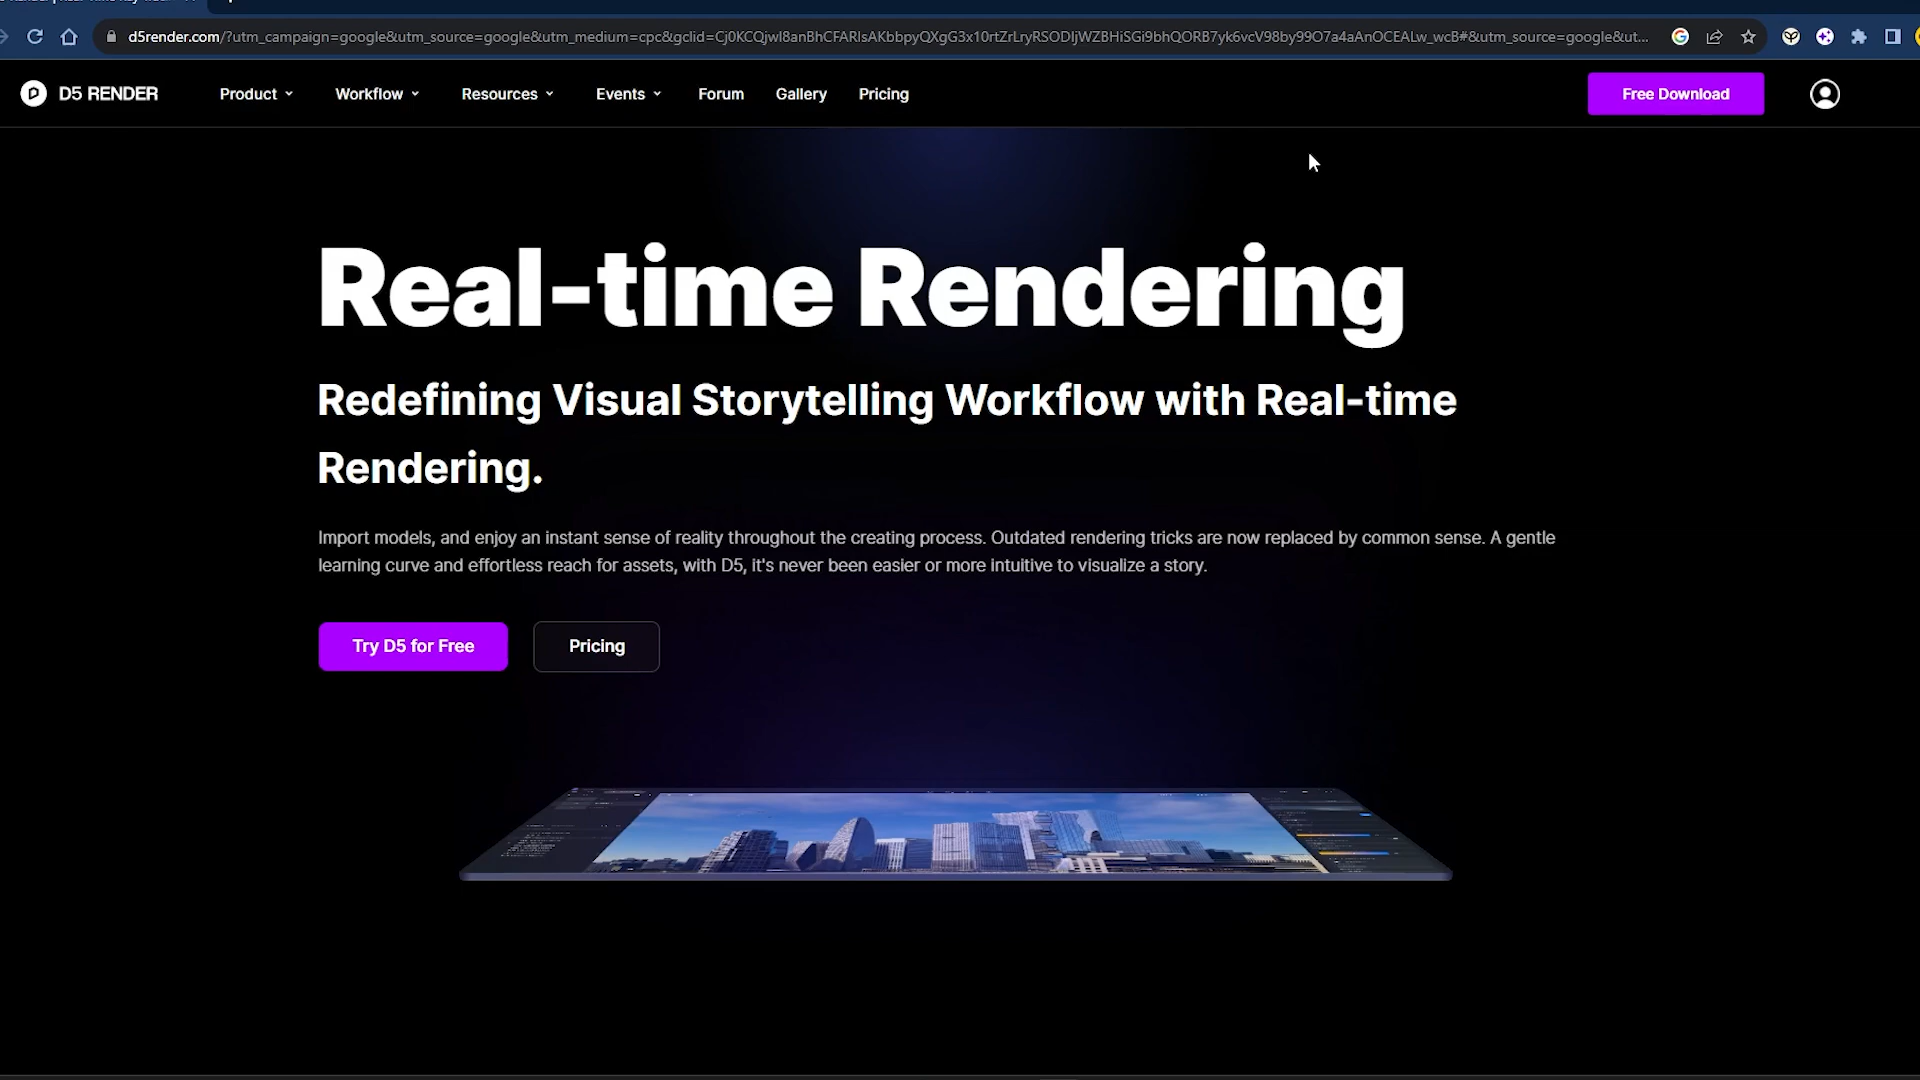 d5render.com/?utm_campaign=google&utm_source=google&utm_medium=cpc&gclid=Cj0KCQjwI8anBhCFARIsAKbbpyQXgG3x10rtZrLryRSODIjWZBHiSGi9bhQORB7yk6vcV98by99O7a4aAnOCEALw_wcB#&utm_source=google&ut...
D5 RENDER Product Workflow Resources Events Forum Gallery Pricing Free Download
Real-time Rendering
Redefining Visual Storytelling Workflow with Real-time
Rendering.
Import models, and enjoy an instant sense of reality throughout the creating process. Outdated rendering tricks are now replaced by common sense. A gentle
learning curve and effortless reach for assets, with D5, it's never been easier or more intuitive to visualize a story.
Try D5 for Free Pricing